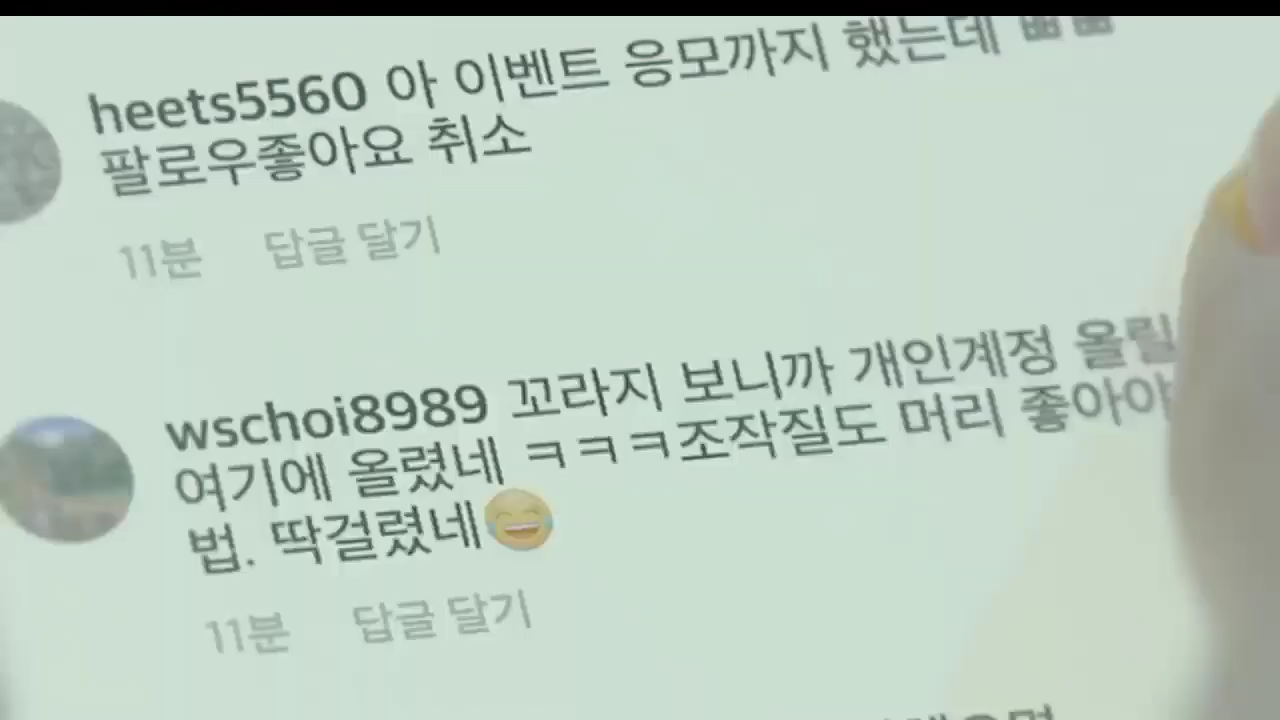 heets5560 아 이벤트 응모까지 했는데
팔로우좋아요 취소
11분 답글 달기
wschoi8989 꼬라지 보니까 개인계정
여기에 올렸네 ㅋㅋㅋ조작질도 머리 좋아야
법. 딱걸렸네😂
11분 답글 달기